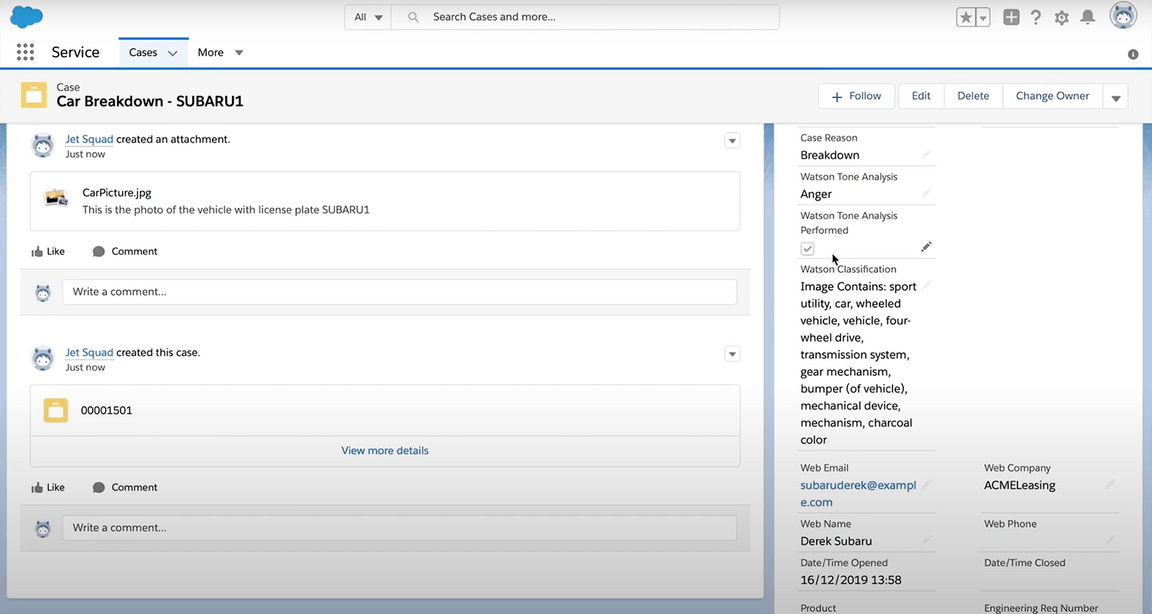 All
Search Cases and more...
Service
Cases
More
Case
Car Breakdown - SUBARU1
Follow
Edit
Delete
Change Owner
Jet Squad created an attachment.
Just now
CarPicture.jpg
This is the photo of the vehicle with license plate SUBARU1
Like
Comment
Write a comment...
Jet Squad created this case.
Just now
00001501
View more details
Like
Comment
Write a comment...
Case Reason
Breakdown
Watson Tone Analysis
Anger
Watson Tone Analysis
Performed
Watson Classification
Image Contains: sport
utility, car, wheeled
vehicle, vehicle, four-
wheel drive,
transmission system,
gear mechanism,
bumper (of vehicle),
mechanical device,
mechanism, charcoal
color
Web Email
subaruderek@exampl
e.com
Web Company
ACMELeasing
Web Name
Derek Subaru
Web Phone
Date/Time Opened
16/12/2019 13:58
Date/Time Closed
Product
Engineering Req Number